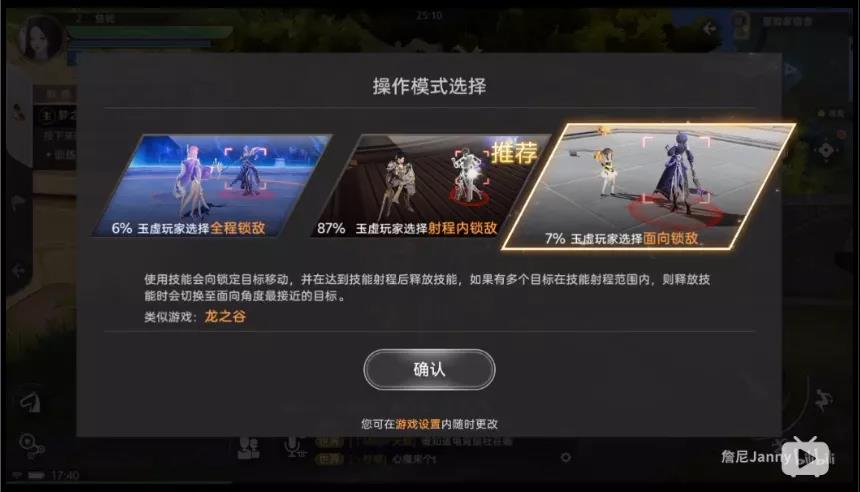 25:10
操作模式选择
推荐
6% 玉虚玩家选择全程锁敌
87% 玉虚玩家选择射程内锁敌
7% 玉虚玩家选择面向锁敌
使用技能会向锁定目标移动，并在达到技能射程后释放技能，如果有多个目标在技能射程范围内，则释放技
能时会切换至面向角度最接近的目标。
类似游戏：龙之谷
确认
您可在游戏设置内随时更改
詹尼Janny
bilibili
17:40